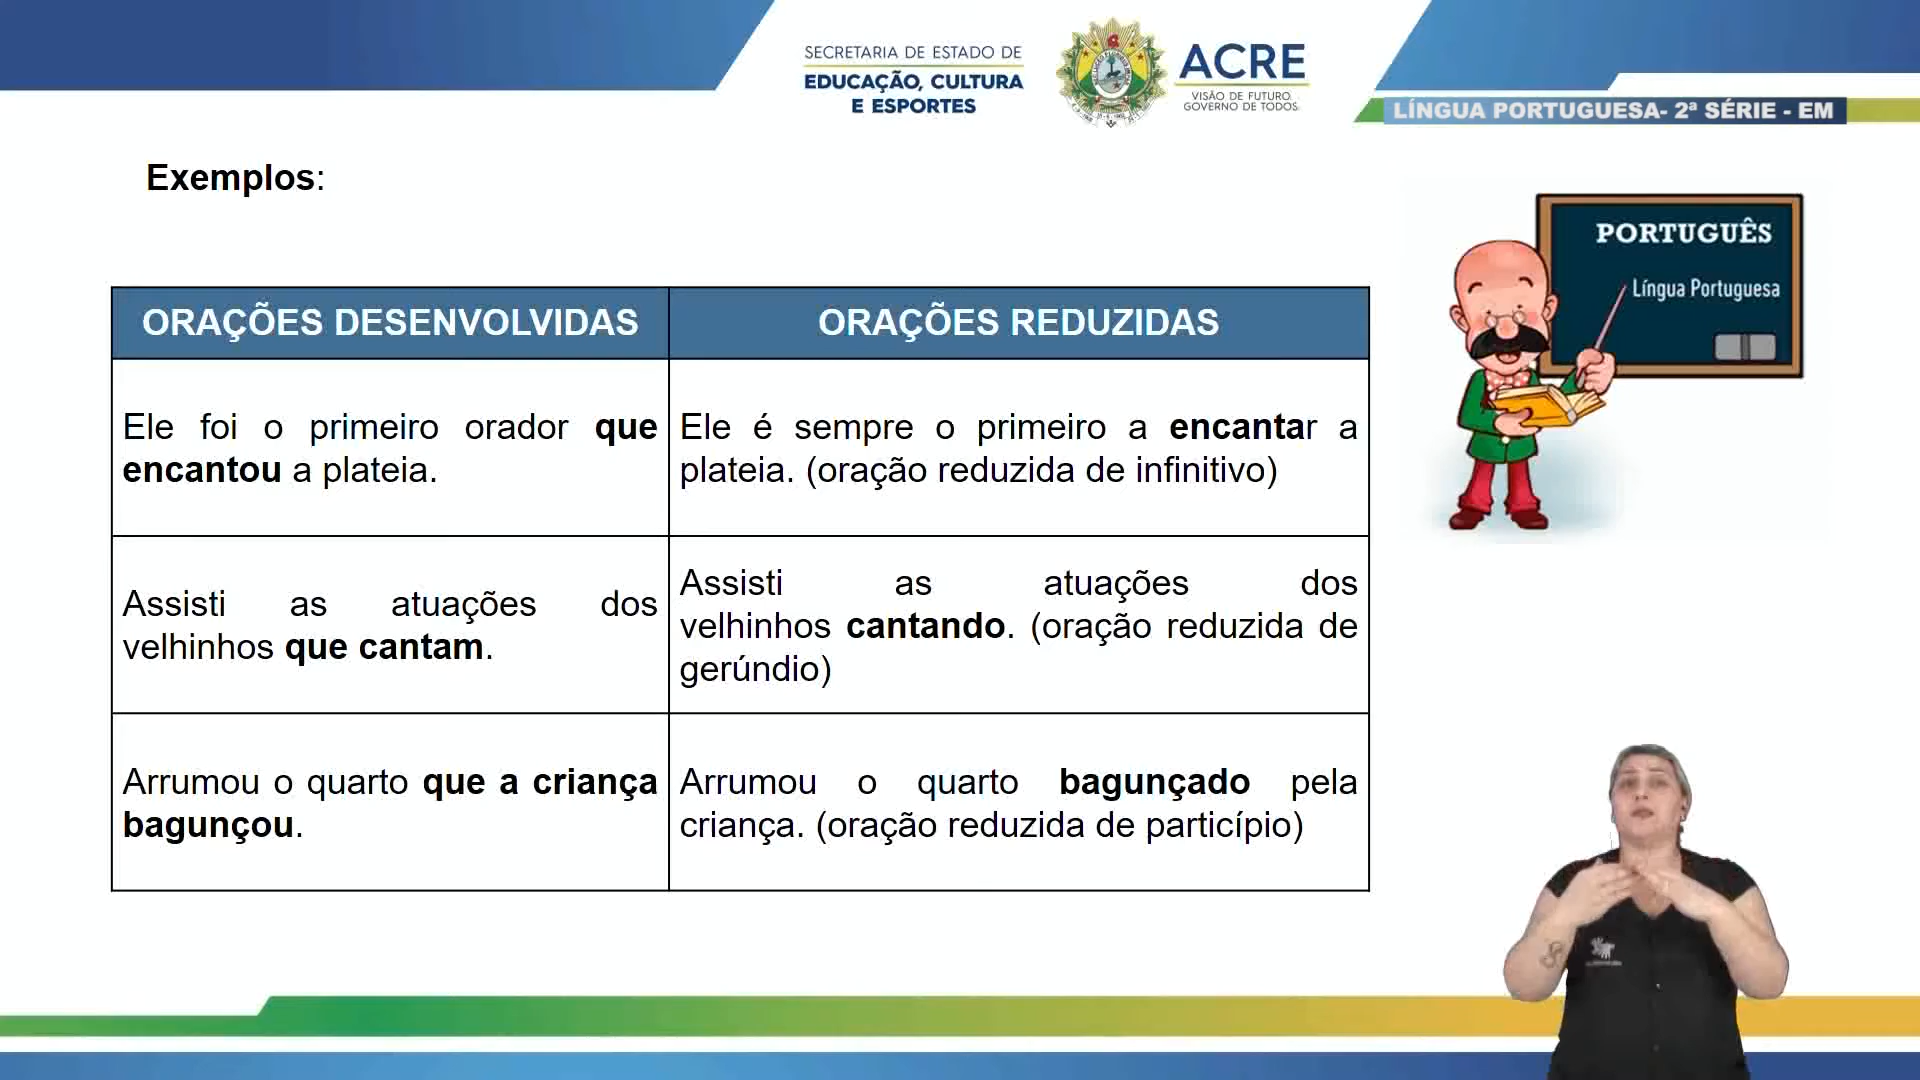 SECRETARIA DE ESTADO DE
EDUCAÇÃO, CULTURA
E ESPORTES
ACRE
VISÃO DE FUTURO.
GOVERNO DE TODOS.
LÍNGUA PORTUGUESA- 2ª SÉRIE - EM
Exemplos:
PORTUGUÊS
Língua Portuguesa
ORAÇÕES DESENVOLVIDAS
ORAÇÕES REDUZIDAS
Ele foi o primeiro orador que
encantou a plateia.
Ele é sempre o primeiro a encantar a
plateia. (oração reduzida de infinitivo)
Assisti as atuações dos
velhinhos que cantam.
Assisti as atuações dos
velhinhos cantando. (oração reduzida de
gerúndio)
Arrumou o quarto que a criança
bagunçou.
Arrumou o quarto bagunçado pela
criança. (oração reduzida de particípio)